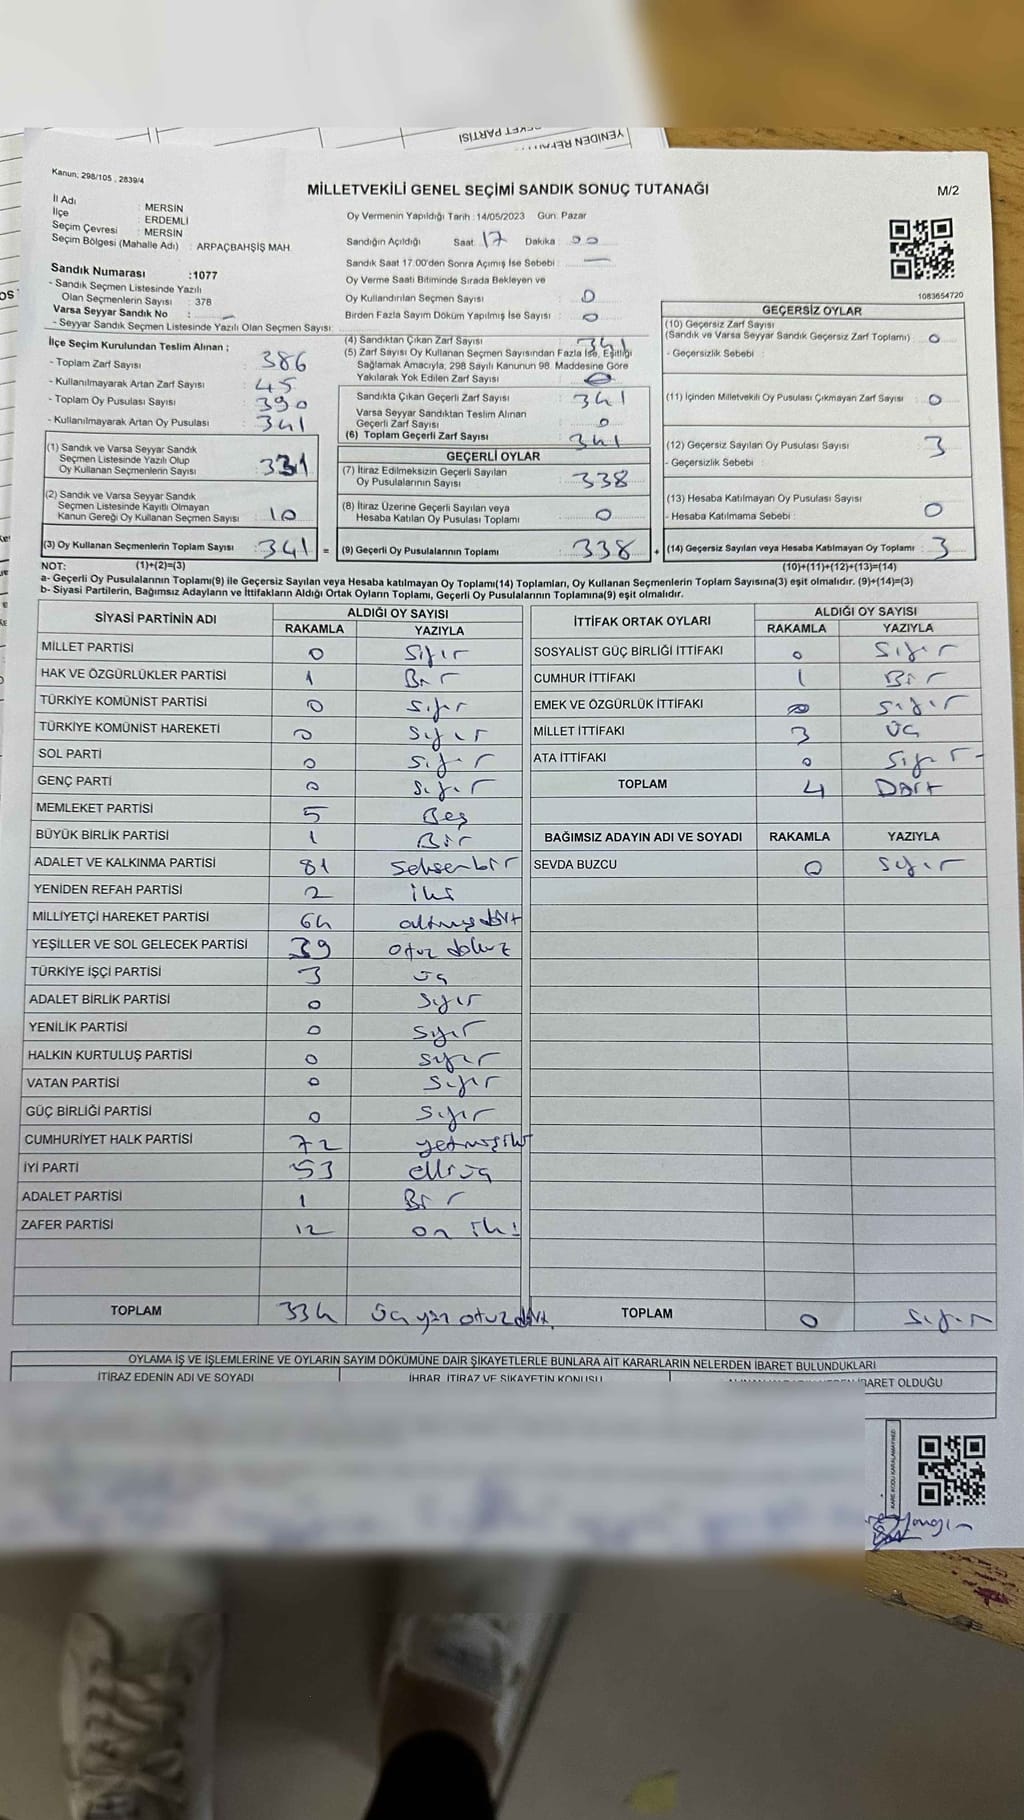 YENİDEN REFAH PARTİSİ
Kanun; 298/105 , 2839/4
MİLLETVEKİLİ GENEL SEÇİMİ SANDIK SONUÇ TUTANAĞI
M/2
İl Adı : MERSİN
İlçe : ERDEMLİ
Seçim Çevresi : MERSİN
Seçim Bölgesi (Mahalle Adı) : ARPAÇBAHŞİŞ MAH.
Oy Vermenin Yapıldığı Tarih : 14/05/2023 Gün: Pazar
Sandığın Açıldığı Saat: 17 Dakika : 00
Sandık Saat 17.00'den Sonra Açımış İse Sebebi : —
Oy Verme Saati Bitiminde Sırada Bekleyen ve
Oy Kullandırılan Seçmen Sayısı : 0
Birden Fazla Sayım Döküm Yapılmış İse Sayısı : 0
Sandık Numarası :1077
- Sandık Seçmen Listesinde Yazılı
Olan Seçmenlerin Sayısı : 378
Varsa Seyyar Sandık No : —
- Seyyar Sandık Seçmen Listesinde Yazılı Olan Seçmen Sayısı:
İlçe Seçim Kurulundan Teslim Alınan ;
- Toplam Zarf Sayısı : 386
- Kullanılmayarak Artan Zarf Sayısı : 45
- Toplam Oy Pusulası Sayısı : 390
- Kullanılmayarak Artan Oy Pusulası : 341
(1) Sandık ve Varsa Seyyar Sandık
Seçmen Listesinde Yazılı Olup
Oy Kullanan Seçmenlerin Sayısı : 331
(2) Sandık ve Varsa Seyyar Sandık
Seçmen Listesinde Kayıtlı Olmayan
Kanun Gereği Oy Kullanan Seçmen Sayısı : 10
(3) Oy Kullanan Seçmenlerin Toplam Sayısı : 341 =
(4) Sandıktan Çıkan Zarf Sayısı : 341
(5) Zarf Sayısı Oy Kullanan Seçmen Sayısından Fazla İse, Eşitliği
Sağlamak Amacıyla, 298 Sayılı Kanunun 98. Maddesine Göre
Yakılarak Yok Edilen Zarf Sayısı : 0
Sandıkta Çıkan Geçerli Zarf Sayısı : 341
Varsa Seyyar Sandıktan Teslim Alınan
Geçerli Zarf Sayısı : 0
(6) Toplam Geçerli Zarf Sayısı : 341
GEÇERLİ OYLAR
(7) İtiraz Edilmeksizin Geçerli Sayılan
Oy Pusulalarının Sayısı : 338
(8) İtiraz Üzerine Geçerli Sayılan veya
Hesaba Katılan Oy Pusulası Toplamı : 0
(9) Geçerli Oy Pusulalarının Toplamı : 338 +
1083654720
GEÇERSİZ OYLAR
(10) Geçersiz Zarf Sayısı
(Sandık ve Varsa Seyyar Sandık Geçersiz Zarf Toplamı) : 0
- Geçersizlik Sebebi :
(11) İçinden Milletvekili Oy Pusulası Çıkmayan Zarf Sayısı : 0
(12) Geçersiz Sayılan Oy Pusulası Sayısı : 3
- Geçersizlik Sebebi :
(13) Hesaba Katılmayan Oy Pusulası Sayısı : 0
- Hesaba Katılmama Sebebi :
(14) Geçersiz Sayılan veya Hesaba Katılmayan Oy Toplamı : 3
NOT: (1)+(2)=(3) (10)+(11)+(12)+(13)=(14)
a- Geçerli Oy Pusulalarının Toplamı(9) ile Geçersiz Sayılan veya Hesaba katılmayan Oy Toplamı(14) Toplamları, Oy Kullanan Seçmenlerin Toplam Sayısına(3) eşit olmalıdır. (9)+(14)=(3)
b- Siyasi Partilerin, Bağımsız Adayların ve İttifakların Aldığı Ortak Oyların Toplamı, Geçerli Oy Pusulalarının Toplamına(9) eşit olmalıdır.
SİYASİ PARTİNİN ADI ALDIĞI OY SAYISI
RAKAMLA YAZIYLA
MİLLET PARTİSİ 0 Sıfır
HAK VE ÖZGÜRLÜKLER PARTİSİ 1 Bir
TÜRKİYE KOMÜNİST PARTİSİ 0 Sıfır
TÜRKİYE KOMÜNİST HAREKETİ 0 Sıfır
SOL PARTİ 0 Sıfır
GENÇ PARTİ 0 Sıfır
MEMLEKET PARTİSİ 5 Beş
BÜYÜK BİRLİK PARTİSİ 1 Bir
ADALET VE KALKINMA PARTİSİ 81 Seksenbir
YENİDEN REFAH PARTİSİ 2 iki
MİLLİYETÇİ HAREKET PARTİSİ 64 altmışdört
YEŞİLLER VE SOL GELECEK PARTİSİ 39 otuz dokuz
TÜRKİYE İŞÇİ PARTİSİ 3 üç
ADALET BİRLİK PARTİSİ 0 Sıfır
YENİLİK PARTİSİ 0 Sıfır
HALKIN KURTULUŞ PARTİSİ 0 Sıfır
VATAN PARTİSİ 0 Sıfır
GÜÇ BİRLİĞİ PARTİSİ 0 Sıfır
CUMHURİYET HALK PARTİSİ 72 yetmişiki
İYİ PARTİ 53 elliüç
ADALET PARTİSİ 1 Bir
ZAFER PARTİSİ 12 on iki
TOPLAM 334 üç yüz otuzdört
İTTİFAK ORTAK OYLARI ALDIĞI OY SAYISI
RAKAMLA YAZIYLA
SOSYALİST GÜÇ BİRLİĞİ İTTİFAKI 0 Sıfır
CUMHUR İTTİFAKI 1 Bir
EMEK VE ÖZGÜRLÜK İTTİFAKI 0 Sıfır
MİLLET İTTİFAKI 3 üç
ATA İTTİFAKI 0 Sıfır
TOPLAM 4 Dört
BAĞIMSIZ ADAYIN ADI VE SOYADI RAKAMLA YAZIYLA
SEVDA BUZCU 0 Sıfır
TOPLAM 0 Sıfır
OYLAMA İŞ VE İŞLEMLERİNE VE OYLARIN SAYIM DÖKÜMÜNE DAİR ŞİKAYETLERLE BUNLARA AİT KARARLARIN NELERDEN İBARET BULUNDUKLARI
İTİRAZ EDENİN ADI VE SOYADI İHBAR, İTİRAZ VE ŞİKAYETİN KONUSU İBARET OLDUĞU
KARE KODU KARALAMAYINIZ